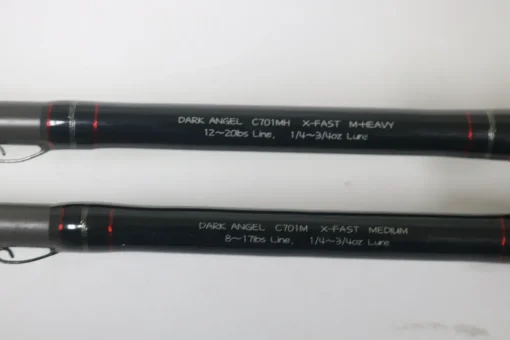 DARK ANGEL C701MH X-FAST M-HEAVY
12~20lbs Line, 1/4~3/4oz Lure
DARK ANGEL C701M X-FAST MEDIUM
8~17lbs Line, 1/4~3/4oz Lure